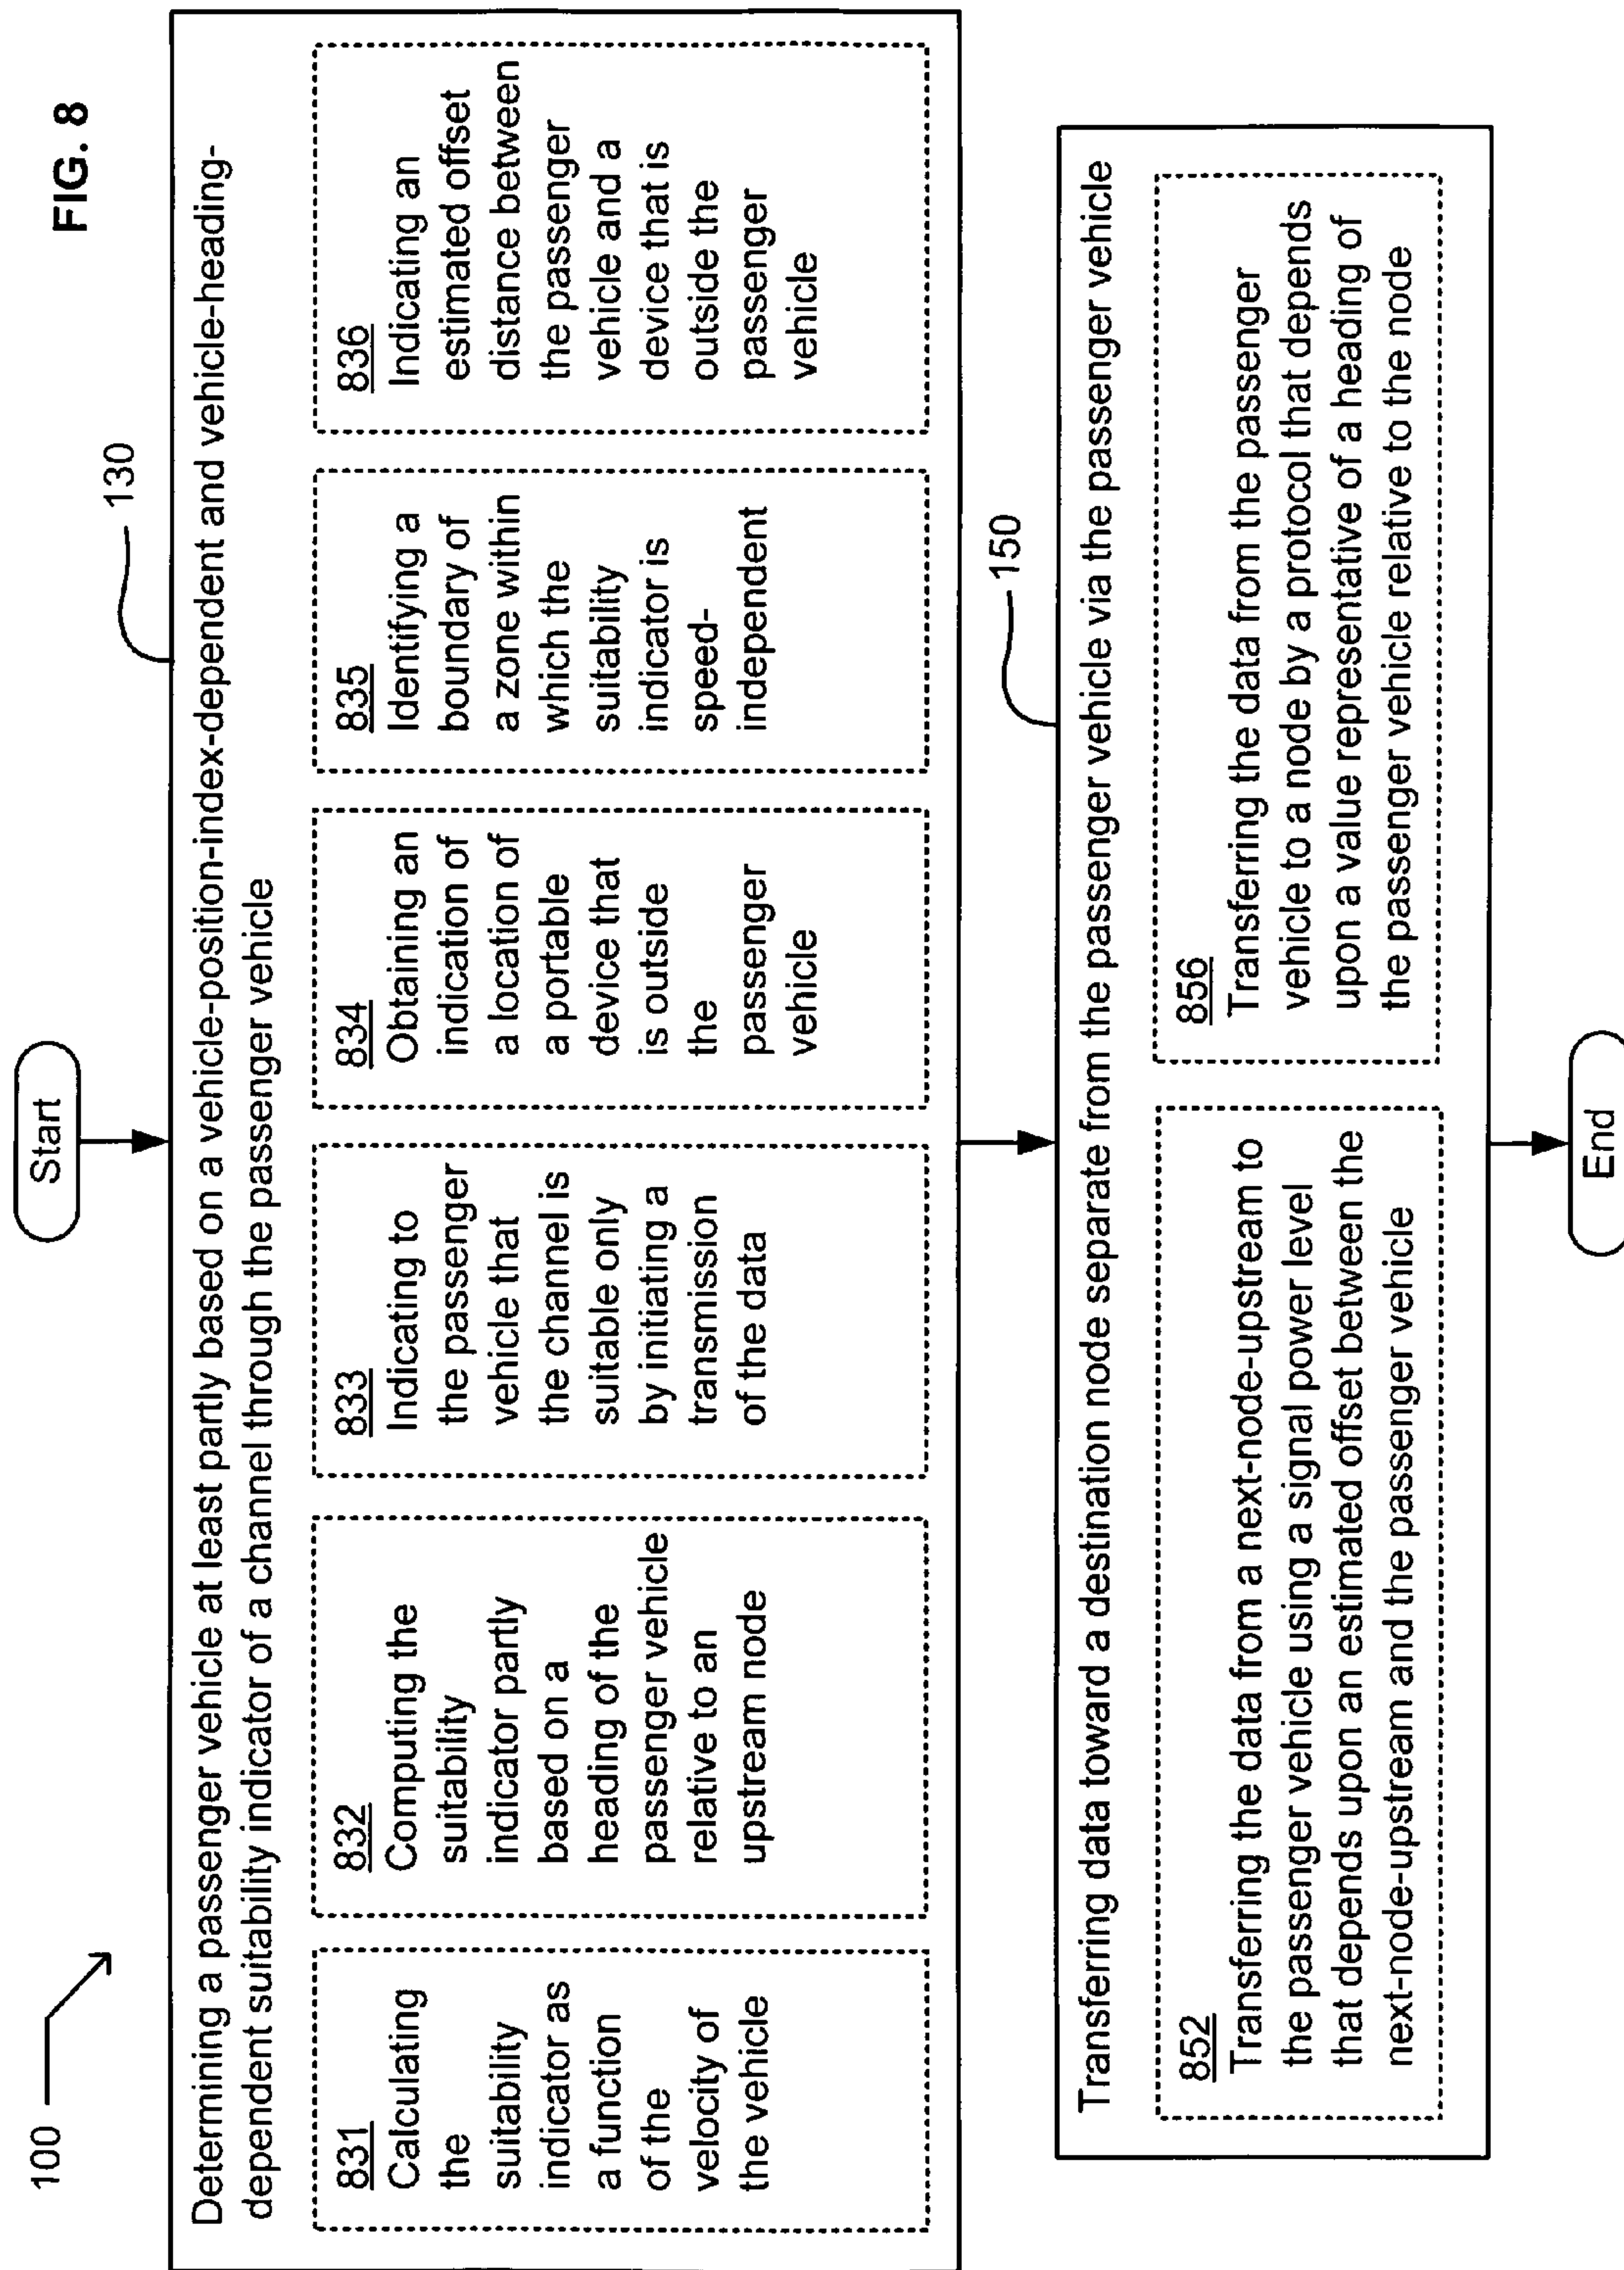 FIG. 8
100
Start
130
Determining a passenger vehicle at least partly based on a vehicle-position-index-dependent and vehicle-heading-
dependent suitability indicator of a channel through the passenger vehicle
831
Calculating
the
suitability
indicator as
a function
of the
velocity of
the vehicle
832
Computing the
suitability
indicator partly
based on a
heading of the
passenger vehicle
relative to an
upstream node
833
Indicating to
the passenger
vehicle that
the channel is
suitable only
by initiating a
transmission
of the data
834
Obtaining an
indication of
a location of
a portable
device that
is outside
the
passenger
vehicle
835
Identifying a
boundary of
a zone within
which the
suitability
indicator is
speed-
independent
836
Indicating an
estimated offset
distance between
the passenger
vehicle and a
device that is
outside the
passenger
vehicle
150
Transferring data toward a destination node separate from the passenger vehicle via the passenger vehicle
852
Transferring the data from a next-node-upstream to
the passenger vehicle using a signal power level
that depends upon an estimated offset between the
next-node-upstream and the passenger vehicle
856
Transferring the data from the passenger
vehicle to a node by a protocol that depends
upon a value representative of a heading of
the passenger vehicle relative to the node
End